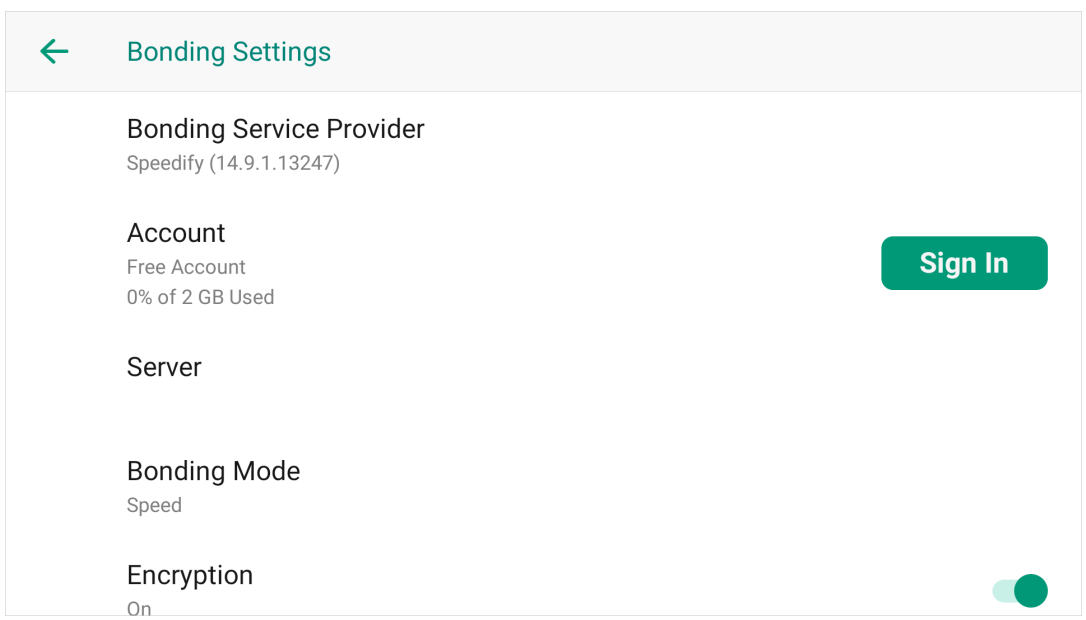 Bonding Settings
Bonding Service Provider
Speedify (14.9.1.13247)
Account
Free Account
0% of 2 GB Used
Sign In
Server
Bonding Mode
Speed
Encryption
On